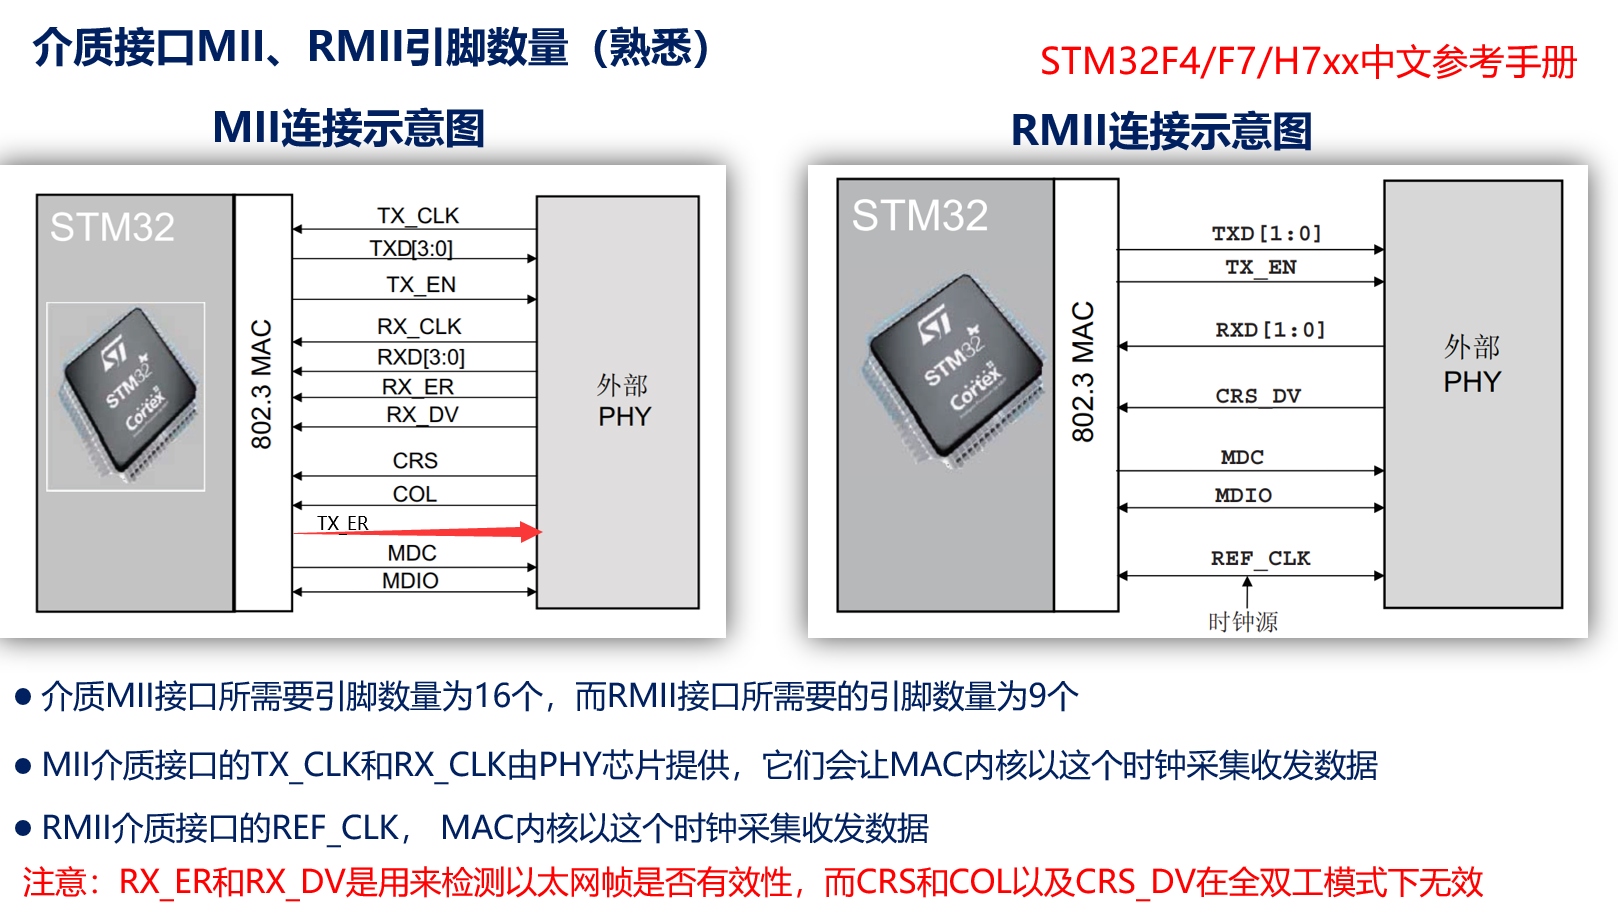 介质接口MII、RMII引脚数量（熟悉）
STM32F4/F7/H7xx中文参考手册
MII连接示意图
RMII连接示意图
STM32
ST
STM32
Cortex
802.3 MAC
TX_CLK
TXD[3:0]
TX_EN
RX_CLK
RXD[3:0]
RX_ER
RX_DV
CRS
COL
TX_ER
MDC
MDIO
外部
PHY
STM32
ST
STM32
Cortex
802.3 MAC
TXD[1:0]
TX_EN
RXD[1:0]
CRS_DV
MDC
MDIO
REF_CLK
时钟源
外部
PHY
● 介质MII接口所需要引脚数量为16个，而RMII接口所需要的引脚数量为9个
● MII介质接口的TX_CLK和RX_CLK由PHY芯片提供，它们会让MAC内核以这个时钟采集收发数据
● RMII介质接口的REF_CLK， MAC内核以这个时钟采集收发数据
注意：RX_ER和RX_DV是用来检测以太网帧是否有效性，而CRS和COL以及CRS_DV在全双工模式下无效